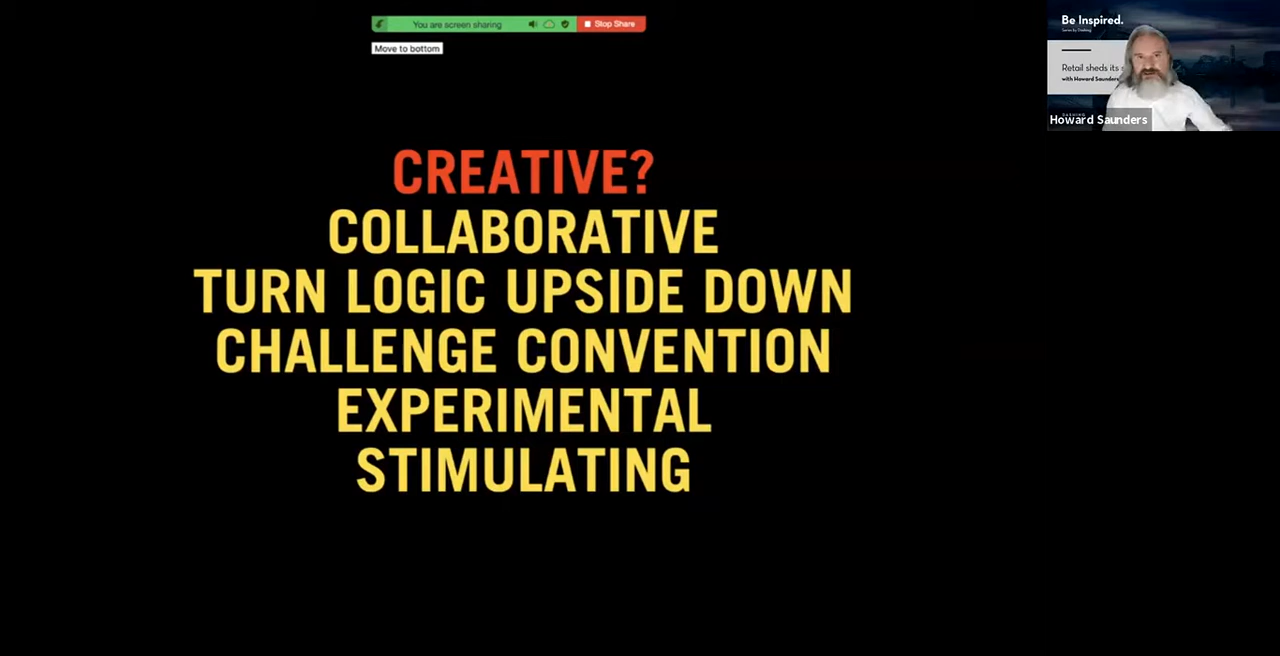 You are screen sharing
Stop Share
Move to bottom
Be Inspired.
Retail sheds its
with Howard Saunders
Howard Saunders
CREATIVE?
COLLABORATIVE
TURN LOGIC UPSIDE DOWN
CHALLENGE CONVENTION
EXPERIMENTAL
STIMULATING